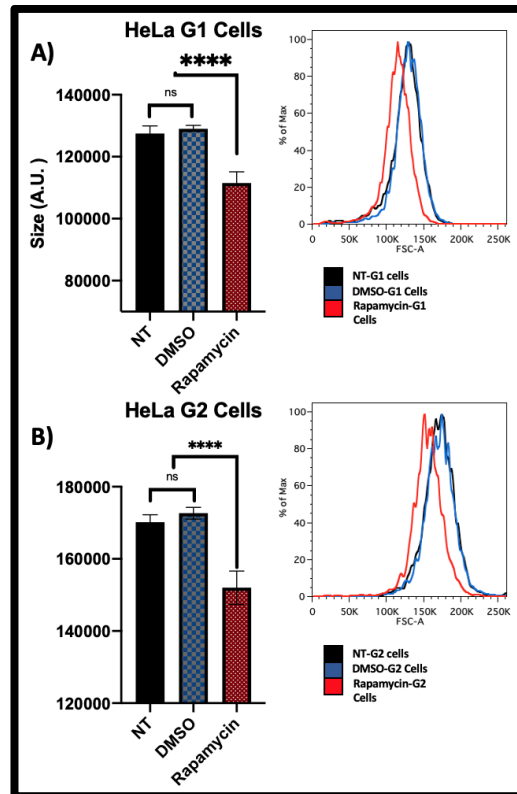 HeLa G1 Cells
A)
****
ns
Size (A.U.)
140000
120000
100000
80000
NT
DMSO
Rapamycin
% of Max
100
80
60
40
20
0
0 50K 100K 150K 200K
FSC-A
NT-G1 cells
DMSO-G1 Cells
Rapamycin-G1
Cells
HeLa G2 Cells
B)
****
ns
180000
160000
140000
120000
NT
DMSO
Rapamycin
% of Max
100
80
60
40
20
0
0 50K 100K 150K 200K 250K
FSC-A
NT-G2 cells
DMSO-G2 Cells
Rapamycin-G2
Cells